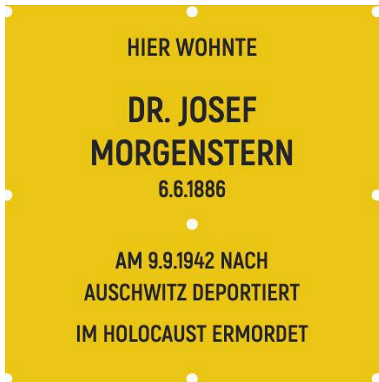 HIER WOHNTE
DR. JOSEF
MORGENSTERN
6.6.1886
AM 9.9.1942 NACH
AUSCHWITZ DEPORTIERT
IM HOLOCAUST ERMORDET